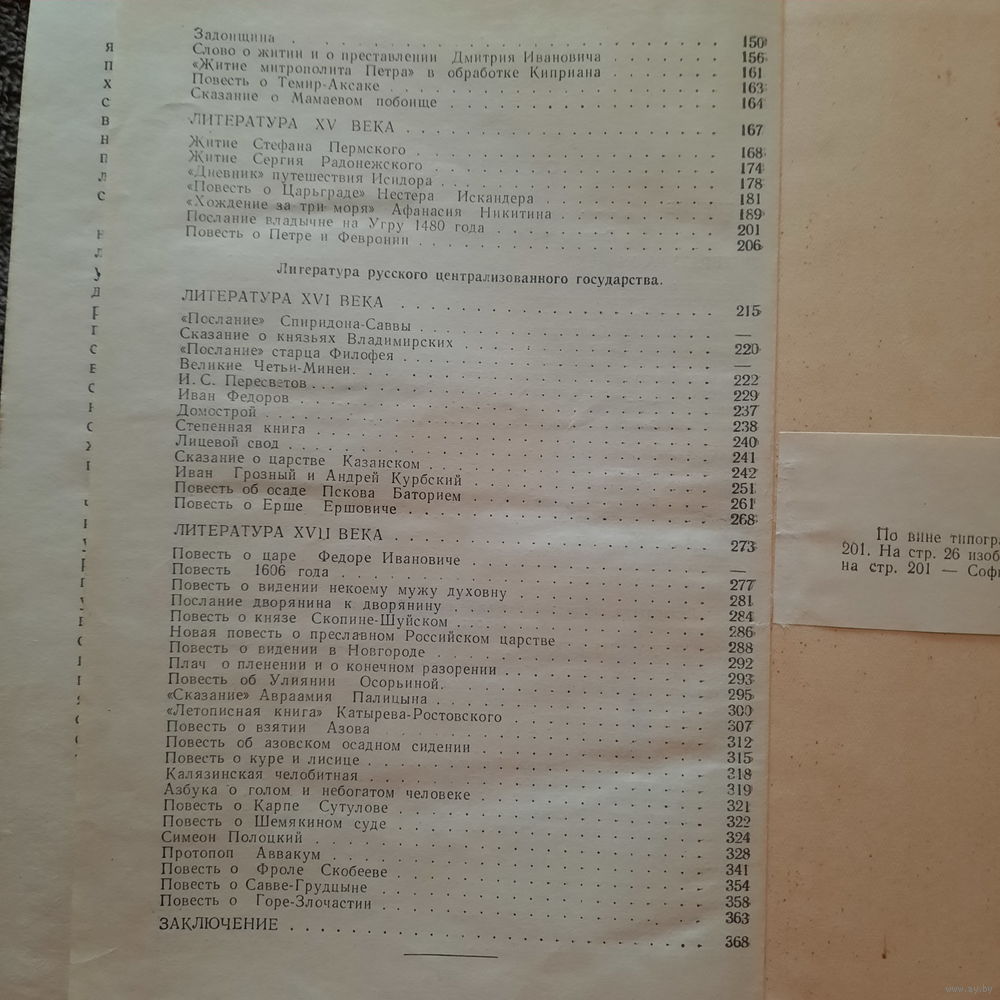 Задонщина . . . 150
Слово о житии и о преставлении Дмитрия Ивановича . . . 156
«Житие митрополита Петра» в обработке Киприана . . . 161
Повесть о Темир-Аксаке . . . 163
Сказание о Мамаевом побоище . . . 164
ЛИТЕРАТУРА XV ВЕКА . . . 167
Житие Стефана Пермского . . . 168
Житие Сергия Радонежского . . . 174
«Дневник» путешествия Исидора . . . 178
«Повесть о Царьграде» Нестера Искандера . . . 181
«Хождение за три моря» Афанасия Никитина . . . 189
Послание владычне на Угру 1480 года . . . 201
Повесть о Петре и Февронии . . . 206
Литература русского централизованного государства.
ЛИТЕРАТУРА XVI ВЕКА . . . 215
«Послание» Спиридона-Саввы . . . —
Сказание о князьях Владимирских . . . 220
«Послание» старца Филофея . . . —
Великие Четьи-Минеи. . . . 222
И. С. Пересветов . . . 229
Иван Федоров . . . 237
Домострой . . . 238
Степенная книга . . . 240
Лицевой свод . . . 241
Сказание о царстве Казанском . . . 242
Иван Грозный и Андрей Курбский . . . 251
Повесть об осаде Пскова Баторием . . . 261
Повесть о Ерше Ершовиче . . . 268
ЛИТЕРАТУРА XVII ВЕКА . . . 273
Повесть о царе Федоре Ивановиче . . . —
Повесть 1606 года . . . 277
Повесть о видении некоему мужу духовну . . . 281
Послание дворянина к дворянину . . . 284
Повесть о князе Скопине-Шуйском . . . 286
Новая повесть о преславном Российском царстве . . . 288
Повесть о видении в Новгороде . . . 292
Плач о пленении и о конечном разорении . . . 293
Повесть об Улиянии Осорьиной. . . . 295
«Сказание» Авраамия Палицына . . . 300
«Летописная книга» Катырева-Ростовского . . . 307
Повесть о взятии Азова . . . 312
Повесть об азовском осадном сидении . . . 315
Повесть о куре и лисице . . . 318
Калязинская челобитная . . . 319
Азбука о голом и небогатом человеке . . . 321
Повесть о Карпе Сутулове . . . 322
Повесть о Шемякином суде . . . 324
Симеон Полоцкий . . . 328
Протопоп Аввакум . . . 341
Повесть о Фроле Скобееве . . . 354
Повесть о Савве-Грудцыне . . . 358
Повесть о Горе-Злочастии . . . 363
ЗАКЛЮЧЕНИЕ . . . 368
По вине типогра
201. На стр. 26 изоб
на стр. 201 — Софи
www.ay.by